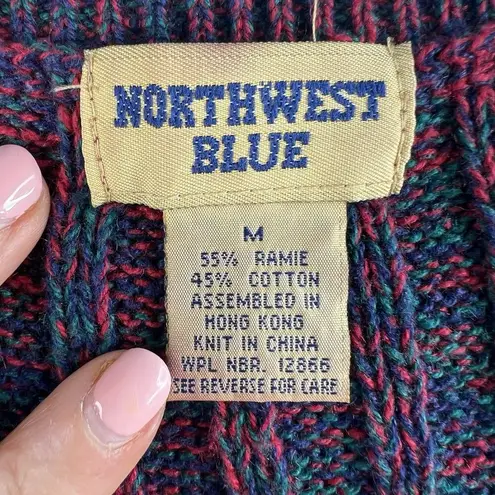 NORTHWEST
BLUE
M
55% RAMIE
45% COTTON
ASSEMBLED IN
HONG KONG
KNIT IN CHINA
WPL NBR. 12866
SEE REVERSE FOR CARE